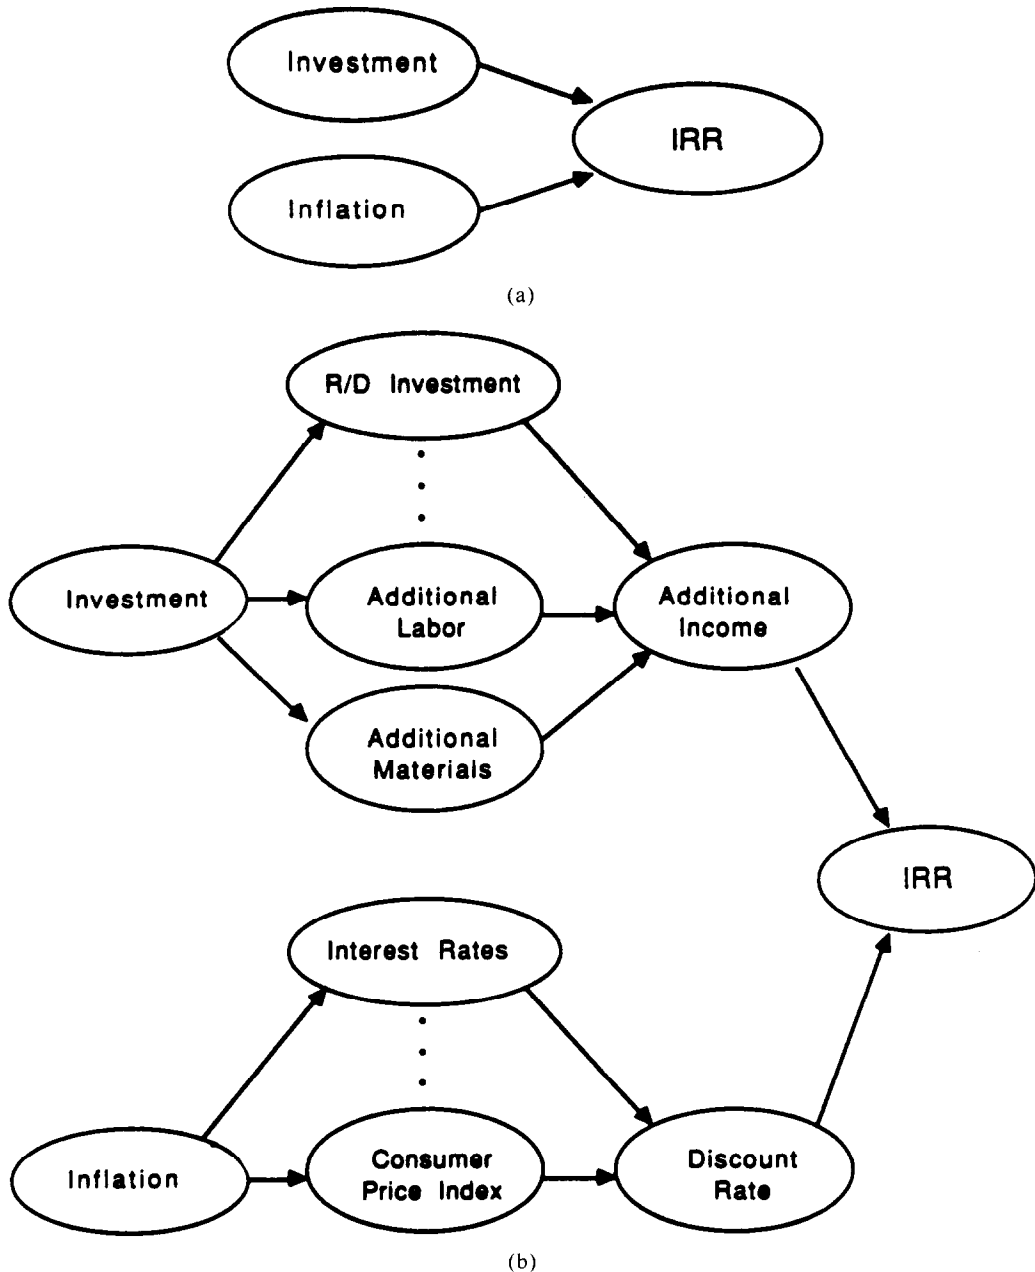 Investment
IRR
Inflation
(a)
R/D Investment
Investment
Additional
Labor
Additional
Income
Additional
Materials
IRR
Interest Rates
Inflation
Consumer
Price Index
Discount
Rate
(b)